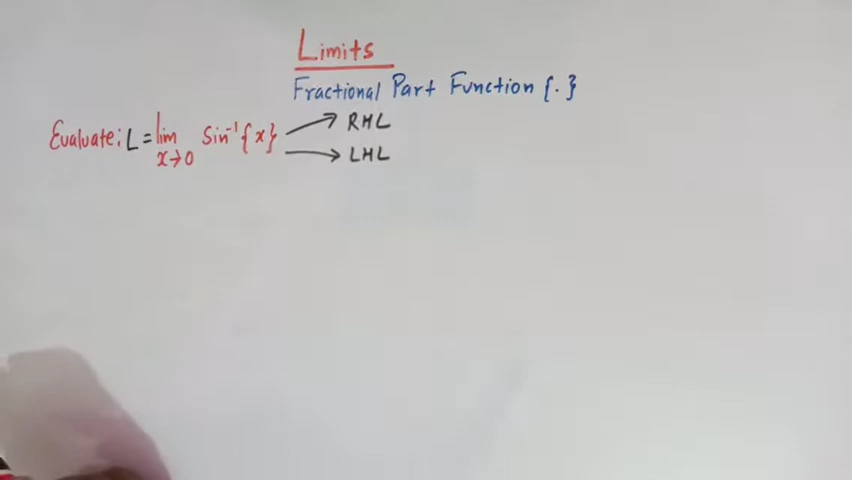 Limits
Fractional Part Function {.}
Evaluate: L = lim x→0 Sin⁻¹{x}
RHL
LHL